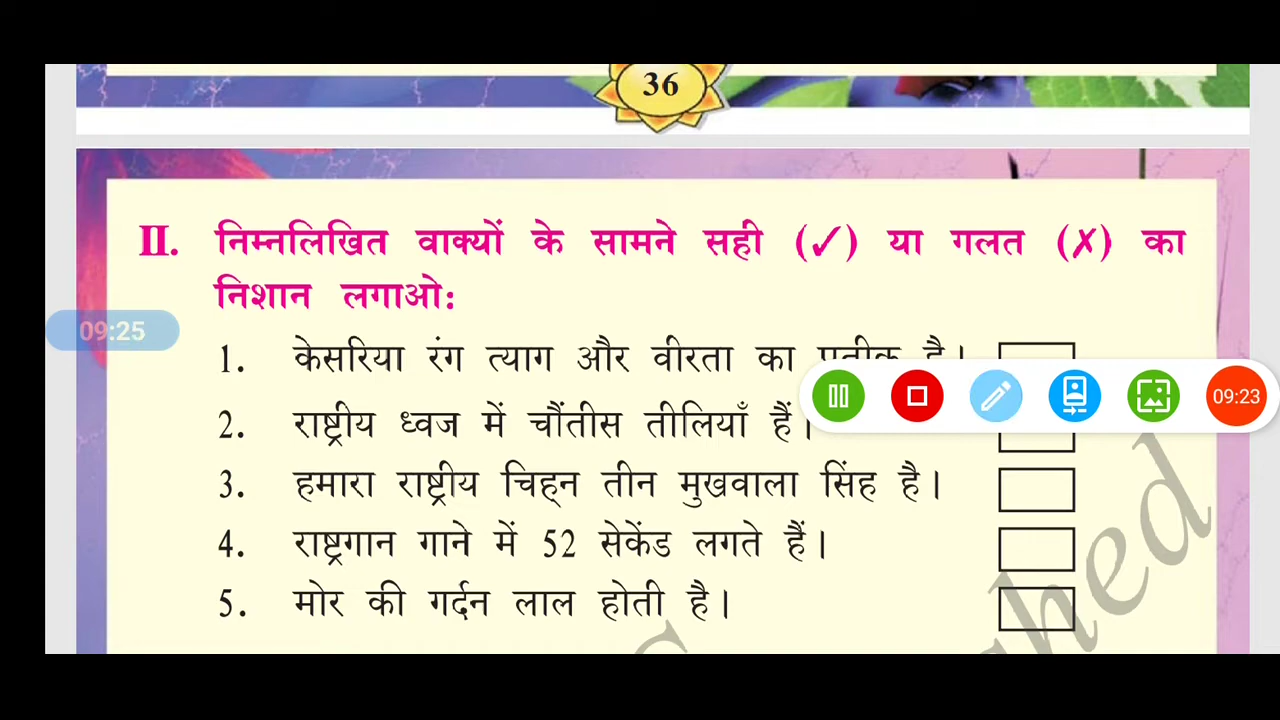 36
II. निम्नलिखित वाक्यों के सामने सही (✓) या गलत (✗) का
निशान लगाओ:
09:25
1. केसरिया रंग त्याग और वीरता का है।
09:23
2. राष्ट्रीय ध्वज में चौंतीस तीलियाँ हैं।
3. हमारा राष्ट्रीय चिह्न तीन मुखवाला सिंह है।
4. राष्ट्रगान गाने में 52 सेकेंड लगते हैं।
5. मोर की गर्दन लाल होती है।